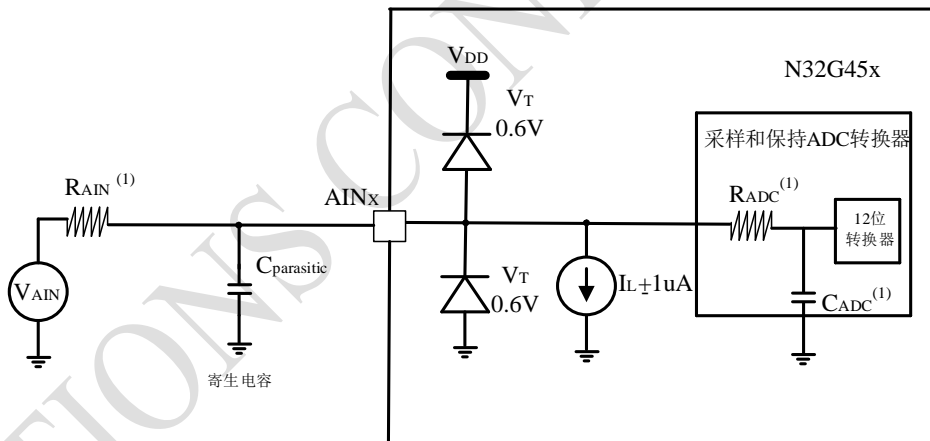 VDD
N32G45x
VT
0.6V
采样和保持ADC转换器
RAIN (1)
AINx
RADC(1)
12位
转换器
Cparasitic
VAIN
VT
0.6V
IL±1uA
CADC(1)
寄生电容
TIONS CON